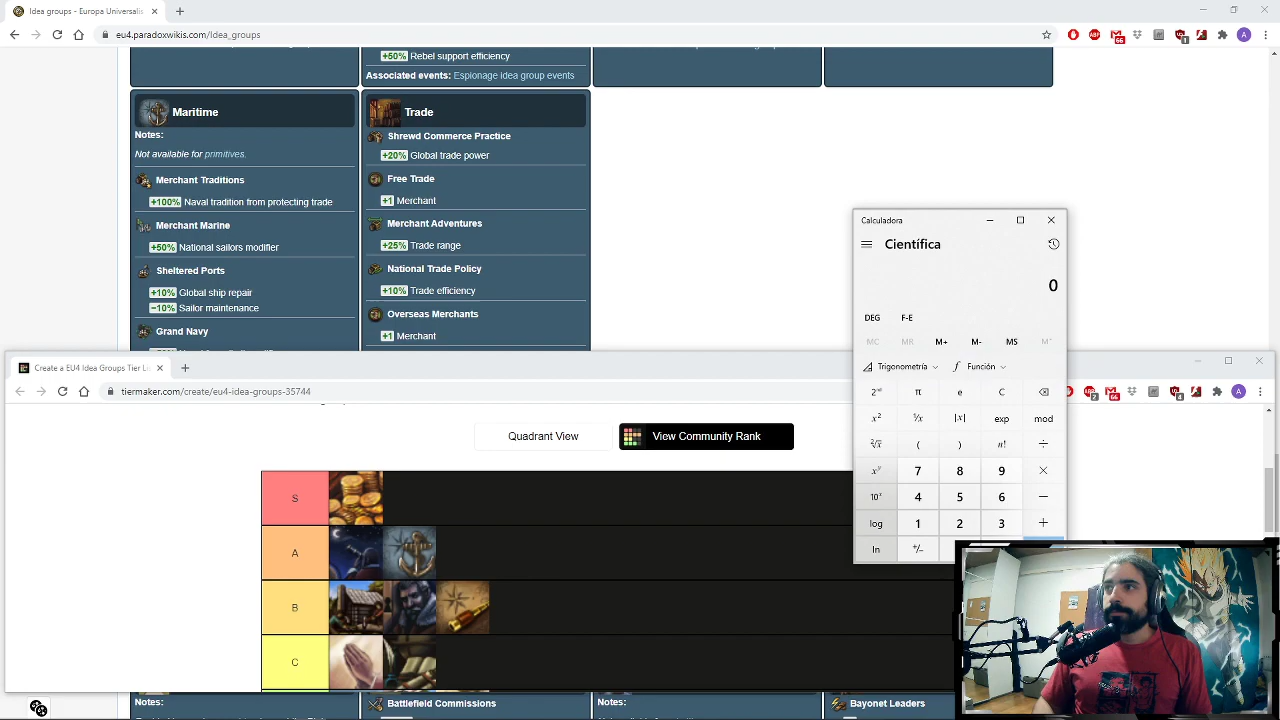 Idea groups - Europa Universalis
eu4.paradoxwikis.com/Idea_groups
+50% Rebel support efficiency
Associated events: Espionage idea group events
Maritime
Notes:
Not available for primitives.
Merchant Traditions
+100% Naval tradition from protecting trade
Merchant Marine
+50% National sailors modifier
Sheltered Ports
+10% Global ship repair
−10% Sailor maintenance
Grand Navy
Trade
Shrewd Commerce Practice
+20% Global trade power
Free Trade
+1 Merchant
Merchant Adventures
+25% Trade range
National Trade Policy
+10% Trade efficiency
Overseas Merchants
+1 Merchant
Calculadora
Científica
0
DEG F-E
MC MR M+ M- MS
Trigonometría Función
π e C
exp mod
( ) n! ÷
7 8 9 ×
4 5 6 −
log 1 2 3 +
ln +/−
Create a EU4 Idea Groups Tier Li
tiermaker.com/create/eu4-idea-groups-35744
Quadrant View
View Community Rank
S
A
B
C
Notes:
Battlefield Commissions
Notes:
Bayonet Leaders